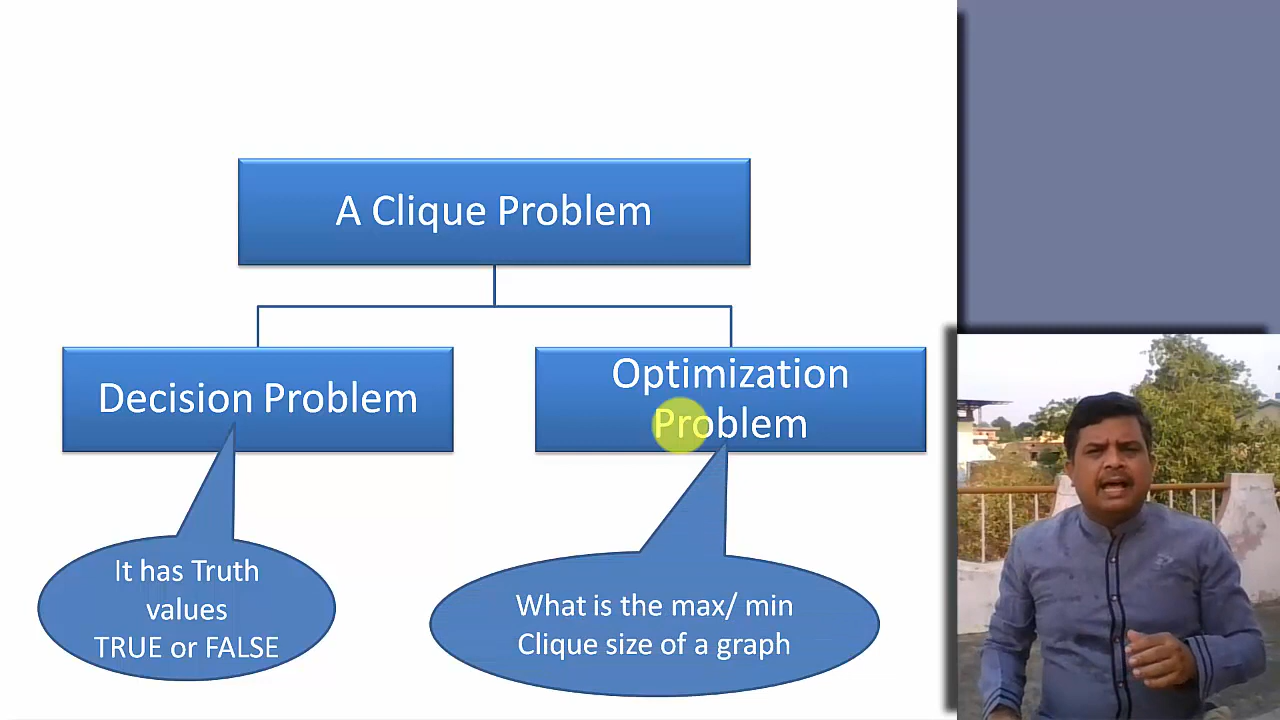 A Clique Problem
Decision Problem
Optimization
Problem
It has Truth
values
TRUE or FALSE
What is the max/ min
Clique size of a graph